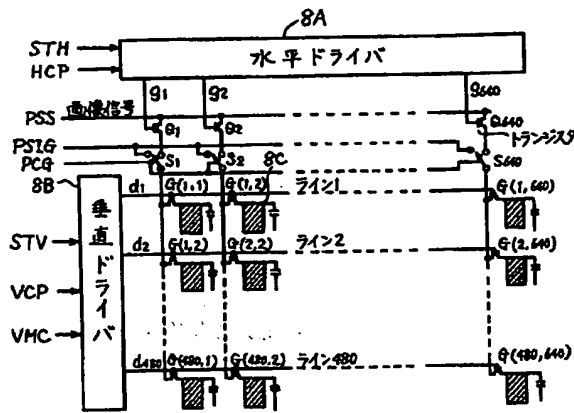 8A
STH
HCP
水平ドライバ
g1 g2 g640
PSS 画像信号
Q1 Q2 Q640
トランジスタ
PSIG
PCG
S1 S2 S640
8B
8C
d1 G(1,1) G(1,2) ライン1 G(1,640)
垂直ドライバ
STV
d2 G(1,2) G(2,2) ライン2 G(2,640)
VCP
VMC
d480 G(480,1) G(480,2) ライン480 G(480,640)